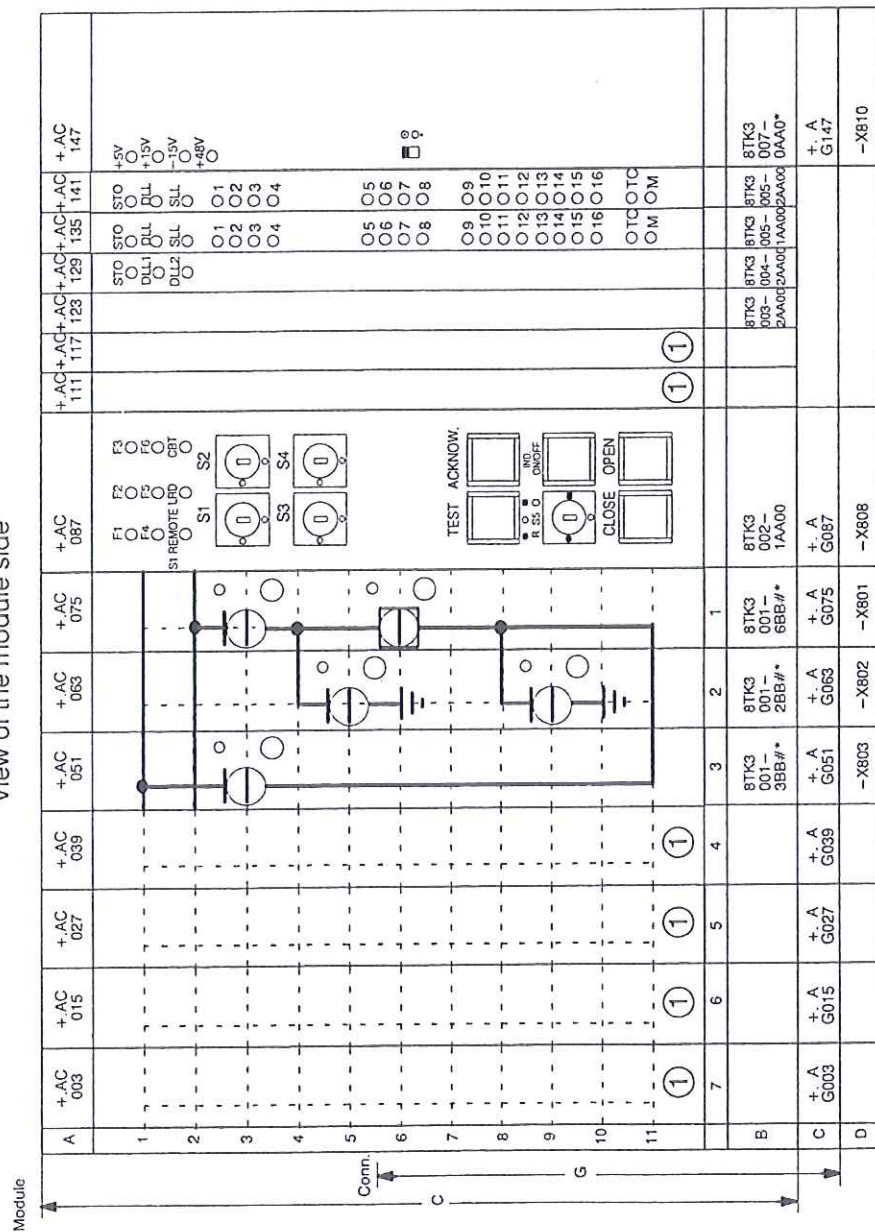 View of the module side
Module
A
+.AC 003
+.AC 015
+.AC 027
+.AC 039
+.AC 051
+.AC 063
+.AC 075
+.AC 087
+.AC 111
+.AC 117
+.AC 123
+.AC 129
+.AC 135
+.AC 141
+.AC 147
1
2
3
4
5
6
7
8
9
10
11
Conn.
C
G
F1 F2 F3
F4 F5 F6
S1 REMOTE LRD CBT
S1 S2
S3 S4
TEST ACKNOW.
R S5
IND. ON/OFF
CLOSE OPEN
STO
DLL1
DLL2
STO
DLL
SLL
1
2
3
4
5
6
7
8
9
10
11
12
13
14
15
16
TC
M
STO
DLL
SLL
1
2
3
4
5
6
7
8
9
10
11
12
13
14
15
16
TC
M
+5V
+15V
-15V
+48V
1
1
1
1
1
1
7
6
5
4
3
2
1
B
8TK3 001- 3BB#*
8TK3 001- 2BB#*
8TK3 001- 6BB#*
8TK3 002- 1AA00
8TK3 003- 2AA00
8TK3 004- 2AA00
8TK3 005- 1AA00
8TK3 005- 2AA00
8TK3 007- 0AA0*
C
+. A G003
+. A G015
+. A G027
+. A G039
+. A G051
+. A G063
+. A G075
+. A G087
+. A G147
D
-X803
-X802
-X801
-X808
-X810